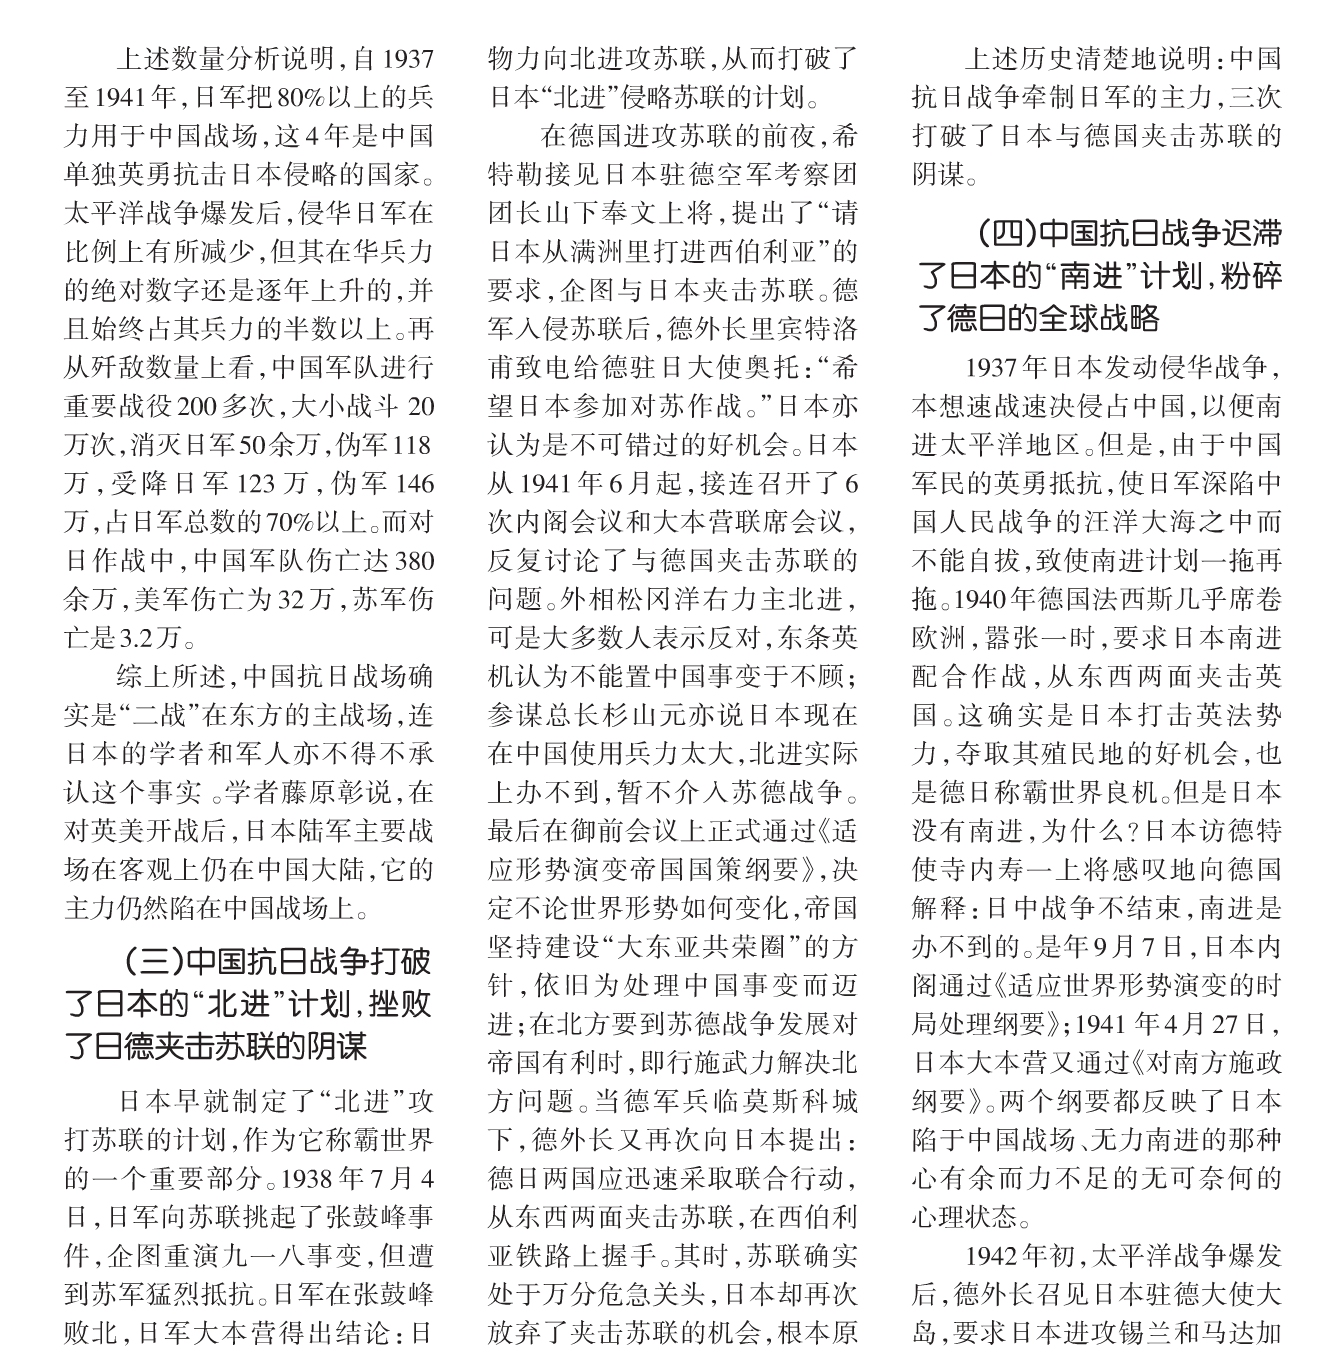 上述数量分析说明,自1937
至1941年,日军把80%以上的兵
力用于中国战场,这4年是中国
单独英勇抗击日本侵略的国家。
太平洋战争爆发后,侵华日军在
比例上有所减少,但其在华兵力
的绝对数字还是逐年上升的,并
且始终占其兵力的半数以上。再
从歼敌数量上看,中国军队进行
重要战役200多次,大小战斗 20
万次,消灭日军50余万,伪军118
万,受降日军123万,伪军146
万,占日军总数的70%以上。而对
日作战中,中国军队伤亡达380
余万,美军伤亡为32万,苏军伤
亡是3.2万。
综上所述,中国抗日战场确
实是“二战”在东方的主战场,连
日本的学者和军人亦不得不承
认这个事实 。学者藤原彰说,在
对英美开战后,日本陆军主要战
场在客观上仍在中国大陆,它的
主力仍然陷在中国战场上。
(三)中国抗日战争打破
了日本的“北进”计划,挫败
了日德夹击苏联的阴谋
日本早就制定了“北进”攻
打苏联的计划,作为它称霸世界
的一个重要部分。1938年7月4
日,日军向苏联挑起了张鼓峰事
件,企图重演九一八事变,但遭
到苏军猛烈抵抗。日军在张鼓峰
败北,日军大本营得出结论:日
物力向北进攻苏联,从而打破了
日本“北进”侵略苏联的计划。
在德国进攻苏联的前夜,希
特勒接见日本驻德空军考察团
团长山下奉文上将,提出了“请
日本从满洲里打进西伯利亚”的
要求,企图与日本夹击苏联。德
军入侵苏联后,德外长里宾特洛
甫致电给德驻日大使奥托:“希
望日本参加对苏作战。”日本亦
认为是不可错过的好机会。日本
从1941年6月起,接连召开了6
次内阁会议和大本营联席会议,
反复讨论了与德国夹击苏联的
问题。外相松冈洋右力主北进,
可是大多数人表示反对,东条英
机认为不能置中国事变于不顾;
参谋总长杉山元亦说日本现在
在中国使用兵力太大,北进实际
上办不到,暂不介入苏德战争。
最后在御前会议上正式通过《适
应形势演变帝国国策纲要》,决
定不论世界形势如何变化,帝国
坚持建设“大东亚共荣圈”的方
针,依旧为处理中国事变而迈
进;在北方要到苏德战争发展对
帝国有利时,即行施武力解决北
方问题。当德军兵临莫斯科城
下,德外长又再次向日本提出:
德日两国应迅速采取联合行动,
从东西两面夹击苏联,在西伯利
亚铁路上握手。其时,苏联确实
处于万分危急关头,日本却再次
放弃了夹击苏联的机会,根本原
上述历史清楚地说明:中国
抗日战争牵制日军的主力,三次
打破了日本与德国夹击苏联的
阴谋。
(四)中国抗日战争迟滞
了日本的“南进”计划,粉碎
了德日的全球战略
1937年日本发动侵华战争,
本想速战速决侵占中国,以便南
进太平洋地区。但是,由于中国
军民的英勇抵抗,使日军深陷中
国人民战争的汪洋大海之中而
不能自拔,致使南进计划一拖再
拖。1940年德国法西斯几乎席卷
欧洲,嚣张一时,要求日本南进
配合作战,从东西两面夹击英
国。这确实是日本打击英法势
力,夺取其殖民地的好机会,也
是德日称霸世界良机。但是日本
没有南进,为什么?日本访德特
使寺内寿一上将感叹地向德国
解释:日中战争不结束,南进是
办不到的。是年9月7日,日本内
阁通过《适应世界形势演变的时
局处理纲要》;1941 年4月27日,
日本大本营又通过《对南方施政
纲要》。两个纲要都反映了日本
陷于中国战场、无力南进的那种
心有余而力不足的无可奈何的
心理状态。
1942年初,太平洋战争爆发
后,德外长召见日本驻德大使大
岛,要求日本进攻锡兰和马达加